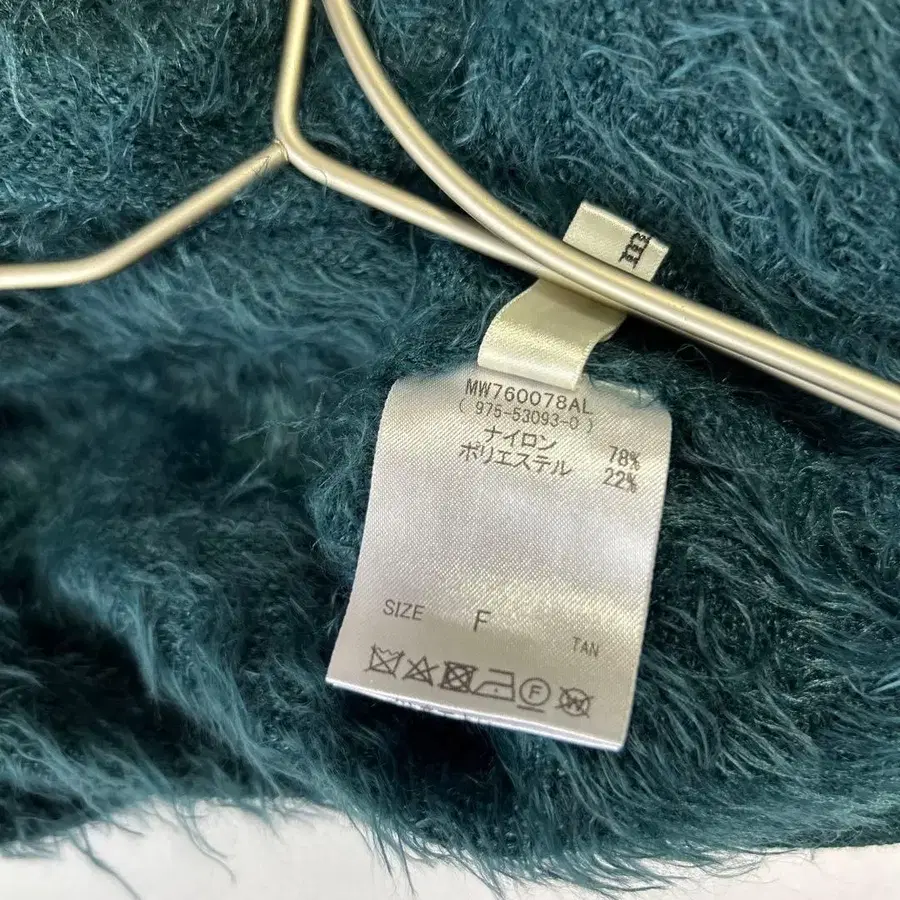 MW760078AL
( 975-53093-0 )
ナイロン 78%
ポリエステル 22%
SIZE F
TAN
F W